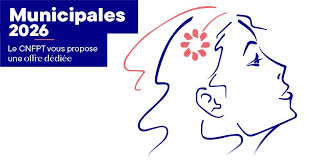 Municipales
2026
Le CNFPT vous propose
une offre dédiée